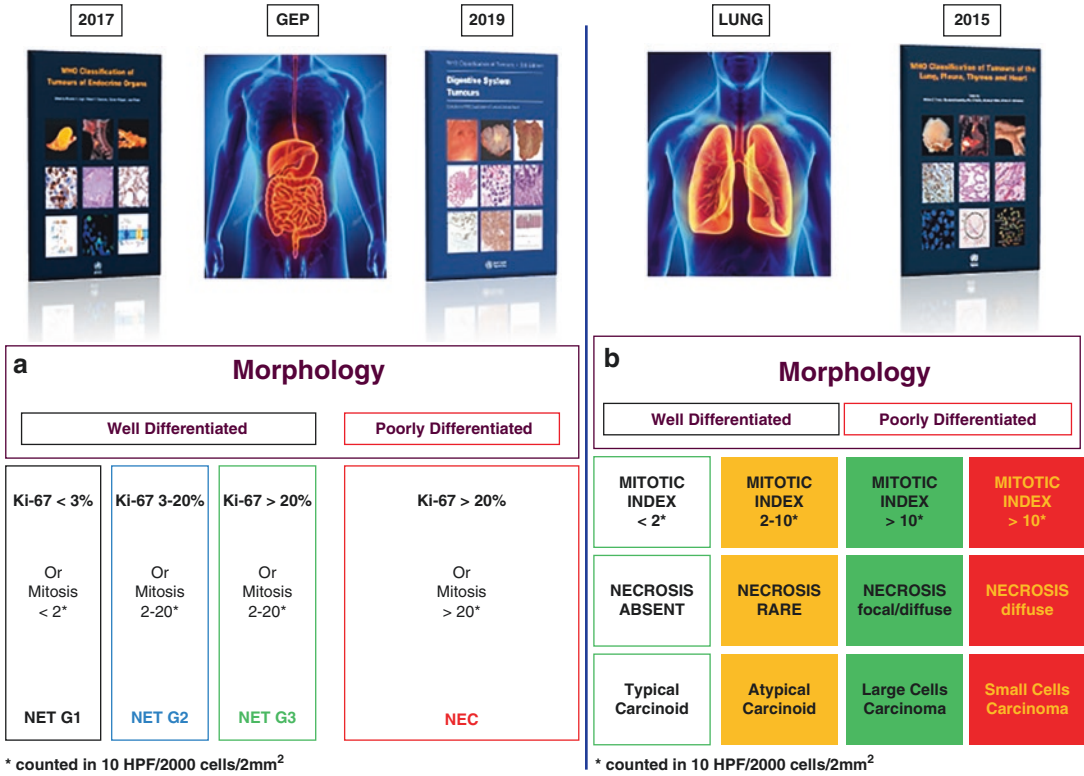 2017
GEP
2019
LUNG
2015
WHO Classification of
Tumours of Endocrine Organs
WHO Classification of Tumours • 5th Edition
Digestive System
Tumours
WHO Classification of Tumours of the
Lung, Pleura, Thymus and Heart
a
Morphology
Well Differentiated
Poorly Differentiated
Ki-67 < 3%
Or
Mitosis
< 2*
NET G1
Ki-67 3-20%
Or
Mitosis
2-20*
NET G2
Ki-67 > 20%
Or
Mitosis
2-20*
NET G3
Ki-67 > 20%
Or
Mitosis
> 20*
NEC
* counted in 10 HPF/2000 cells/2mm²
b
Morphology
Well Differentiated
Poorly Differentiated
MITOTIC
INDEX
< 2*
MITOTIC
INDEX
2-10*
MITOTIC
INDEX
> 10*
MITOTIC
INDEX
> 10*
NECROSIS
ABSENT
NECROSIS
RARE
NECROSIS
focal/diffuse
NECROSIS
diffuse
Typical
Carcinoid
Atypical
Carcinoid
Large Cells
Carcinoma
Small Cells
Carcinoma
* counted in 10 HPF/2000 cells/2mm²